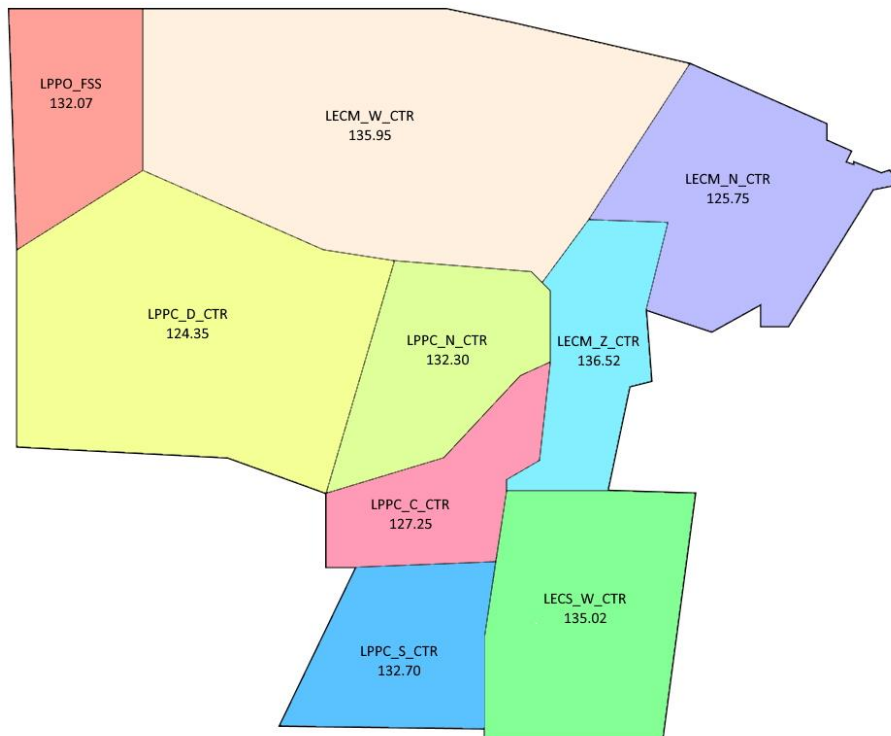 LPPO_FSS
132.07
LECM_W_CTR
135.95
LECM_N_CTR
125.75
LPPC_D_CTR
124.35
LPPC_N_CTR
132.30
LECM_Z_CTR
136.52
LPPC_C_CTR
127.25
LECS_W_CTR
135.02
LPPC_S_CTR
132.70